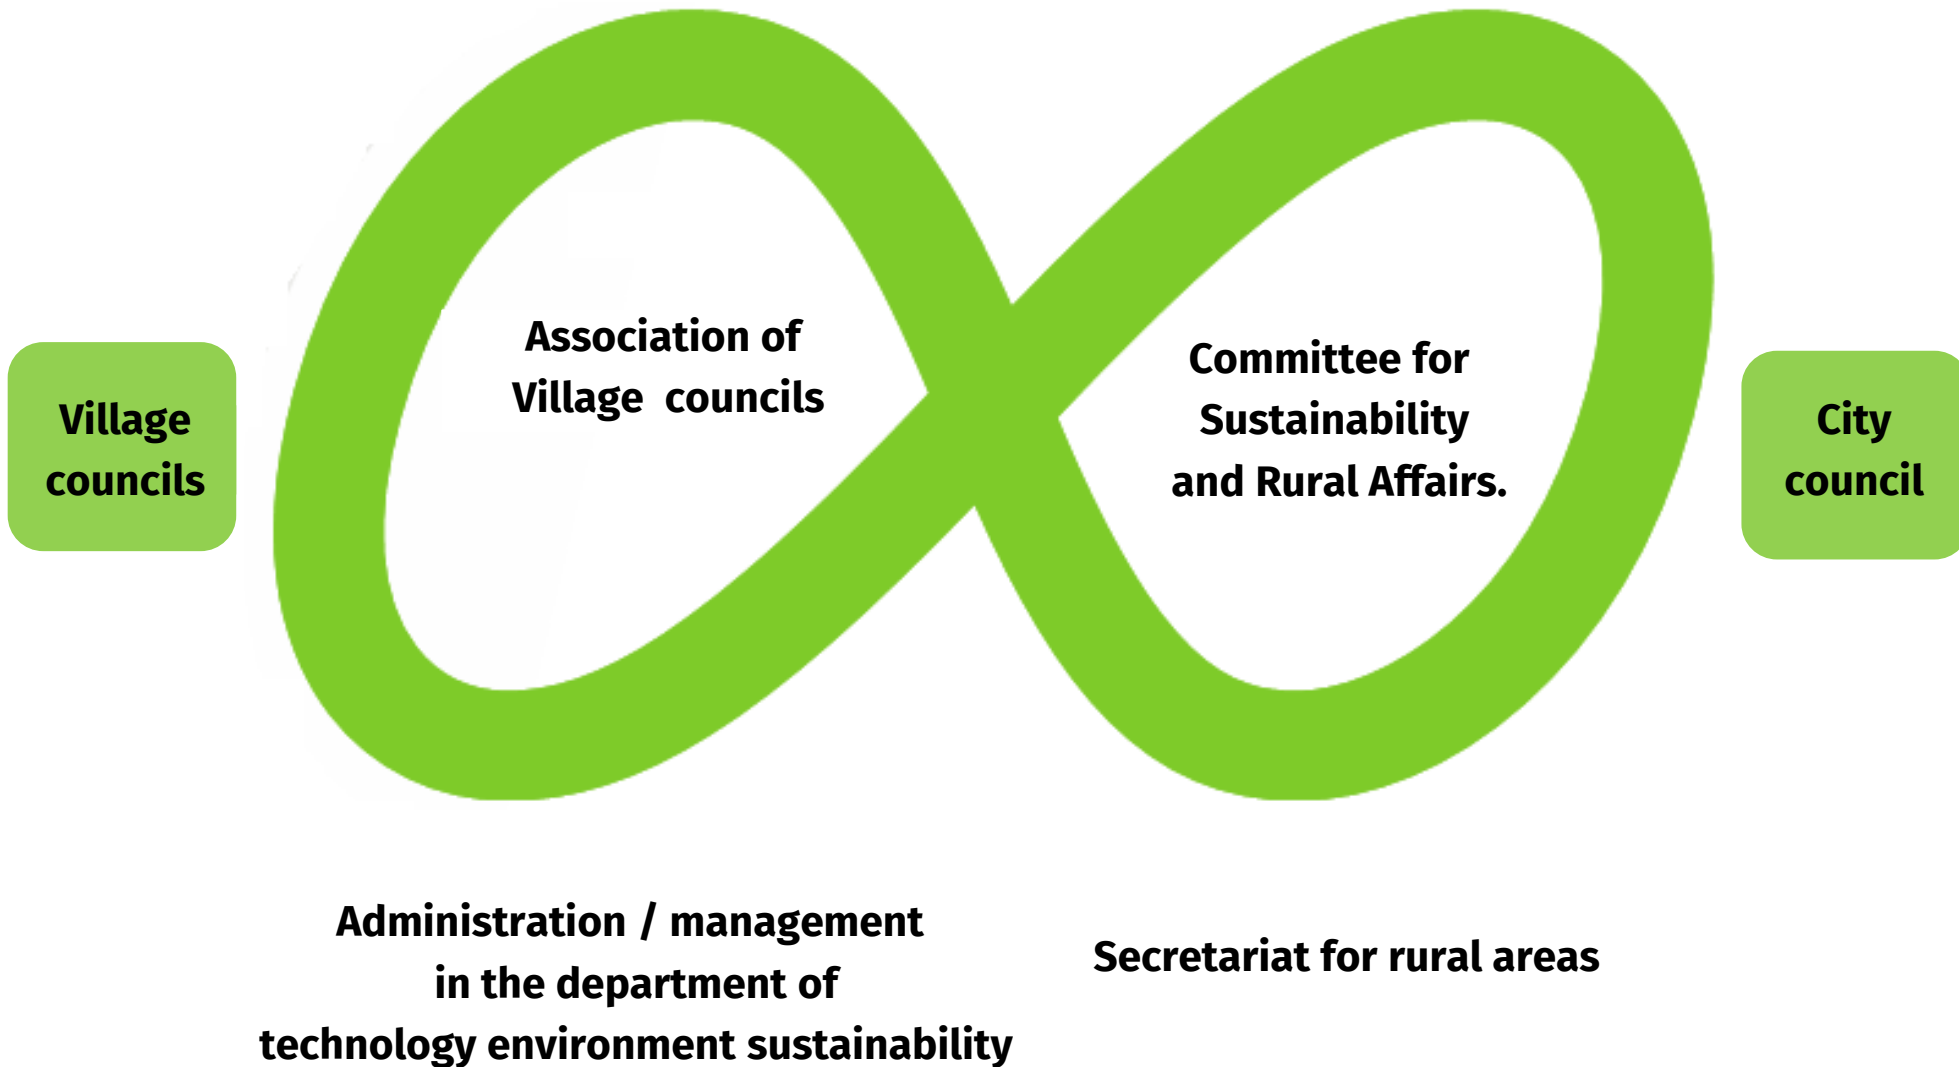 Village
councils
Association of
Village councils
Committee for
Sustainability
and Rural Affairs.
City
council
Administration / management
in the department of
technology environment sustainability
Secretariat for rural areas